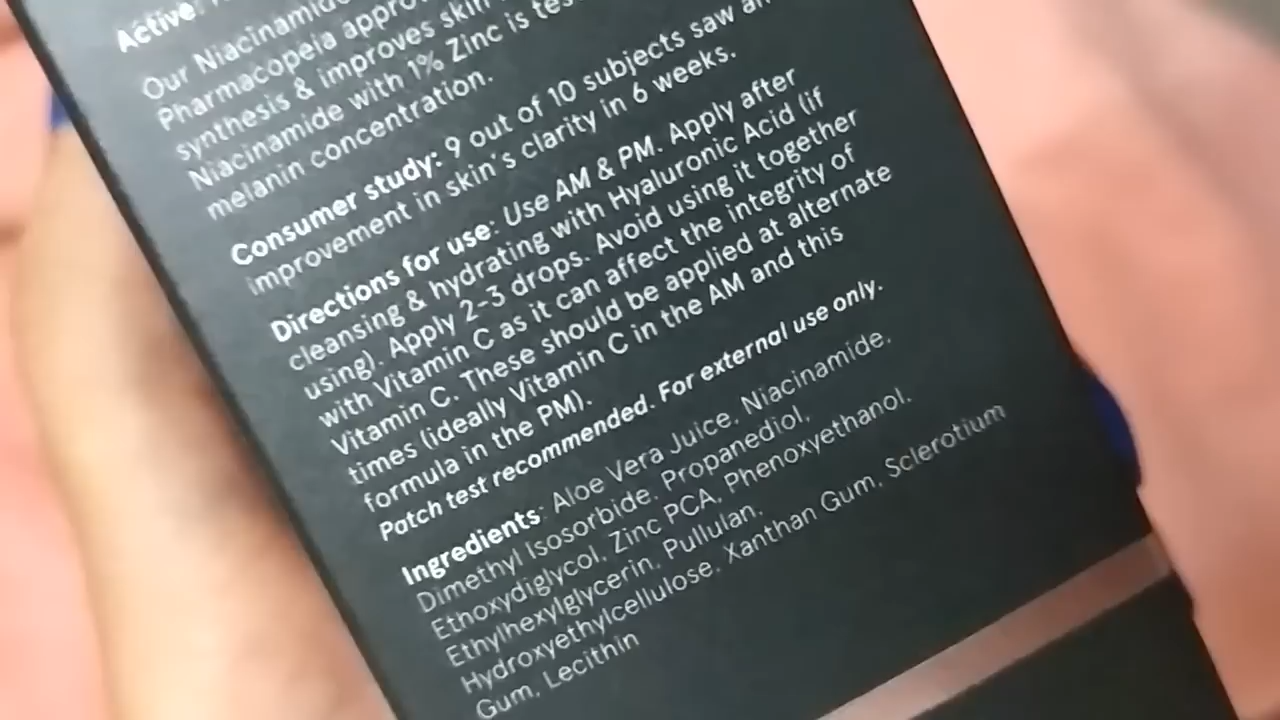 Active:
Our Niacinamide
Pharmacopeia
synthesis & improves skin
Niacinamide with 1% Zinc is
melanin concentration.
Consumer study: 9 out of 10 subjects saw an
improvement in skin's clarity in 6 weeks.
Directions for use: Use AM & PM. Apply after
cleansing & hydrating with Hyaluronic Acid (if
using). Apply 2-3 drops. Avoid using it together
with Vitamin C as it can affect the integrity of
Vitamin C. These should be applied at alternate
times (ideally Vitamin C in the AM and this
formula in the PM).
Patch test recommended. For external use only.
Ingredients: Aloe Vera Juice, Niacinamide,
Dimethyl Isosorbide, Propanediol,
Ethoxydiglycol, Zinc PCA, Phenoxyethanol,
Ethylhexylglycerin, Pullulan,
Hydroxyethylcellulose, Xanthan Gum, Sclerotium
Gum, Lecithin